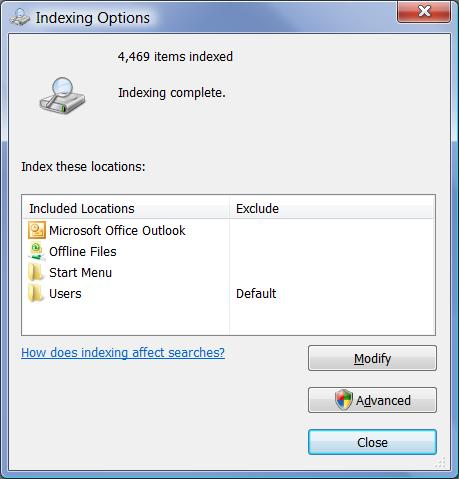 Indexing Options
4,469 items indexed
Indexing complete.
Index these locations:
Included Locations Exclude
Microsoft Office Outlook
Offline Files
Start Menu
Users Default
How does indexing affect searches?
Modify
Advanced
Close